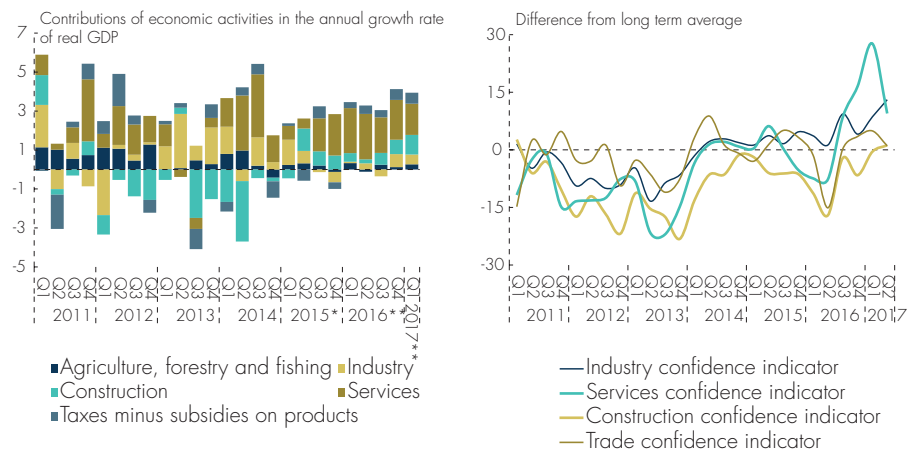 Contributions of economic activities in the annual growth rate
of real GDP
7
5
3
1
-1
-3
-5
Q1 Q2 Q3 Q4 Q1 Q2 Q3 Q4 Q1 Q2 Q3 Q4 Q1 Q2 Q3 Q4 Q1 Q2 Q3 Q4 Q1 Q2 Q3 Q4 Q1
2011 2012 2013 2014 2015* 2016** 2017**
Agriculture, forestry and fishing Industry
Construction Services
Taxes minus subsidies on products
Difference from long term average
30
15
0
-15
-30
Q1 Q2 Q3 Q4 Q1 Q2 Q3 Q4 Q1 Q2 Q3 Q4 Q1 Q2 Q3 Q4 Q1 Q2 Q3 Q4 Q1 Q2 Q3 Q4 Q1 Q2
2011 2012 2013 2014 2015 2016 2017
Industry confidence indicator
Services confidence indicator
Construction confidence indicator
Trade confidence indicator